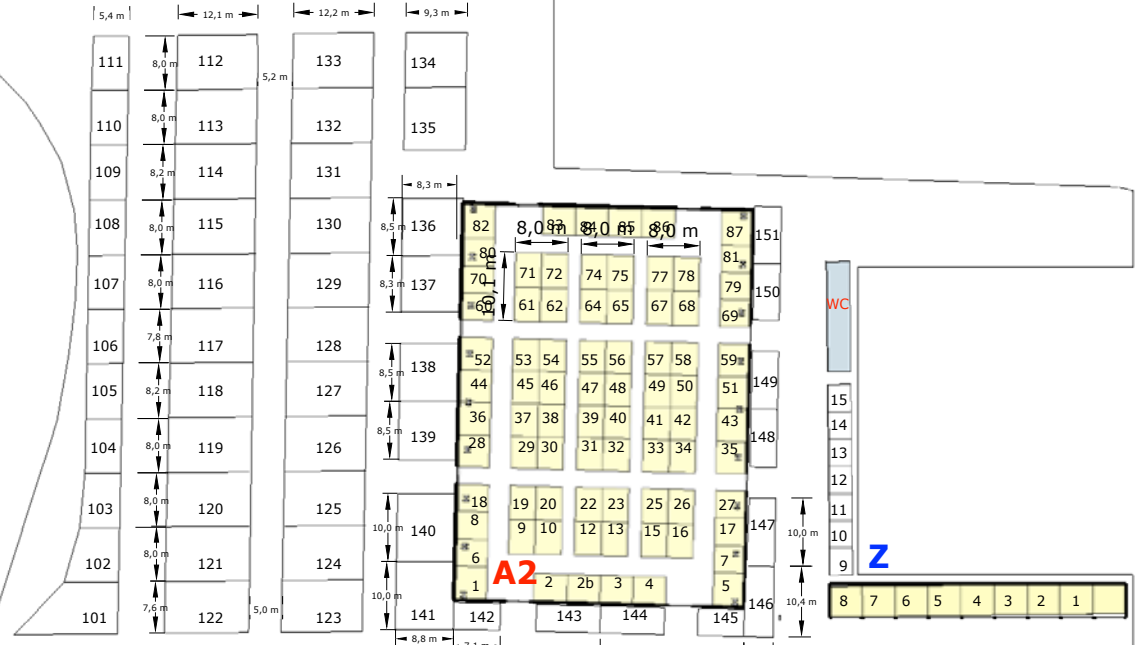 5,4 m 12,1 m 12,2 m 9,3 m
111 8,0 m 112 5,2 m 133 134
110 8,0 m 113 132 135
109 8,2 m 114 131 8,3 m
108 8,0 m 115 130 8,5 m 136 82 83 84 85 86 87 151
8,0 m 8,0 m 8,0 m
80 81
107 8,0 m 116 129 8,3 m 137 70 10,1 m 71 72 74 75 77 78 79 150
60 61 62 64 65 67 68 69 WC
106 7,8 m 117 128 8,5 m 138 52 53 54 55 56 57 58 59
105 8,2 m 118 127 44 45 46 47 48 49 50 51 149
36 37 38 39 40 41 42 43 15
104 8,0 m 119 126 8,5 m 139 28 29 30 31 32 33 34 35 148 14
13
12
103 8,0 m 120 125 10,0 m 140 18 19 20 22 23 25 26 27 147 11
8 9 10 12 13 15 16 17 10,0 m 10
102 8,0 m 121 124 6 7 9 Z
A2
10,0 m 1 2 2b 3 4 5 10,4 m 8 7 6 5 4 3 2 1
101 7,6 m 122 5,0 m 123 141 142 143 144 145 146
8,8 m 7,1 m